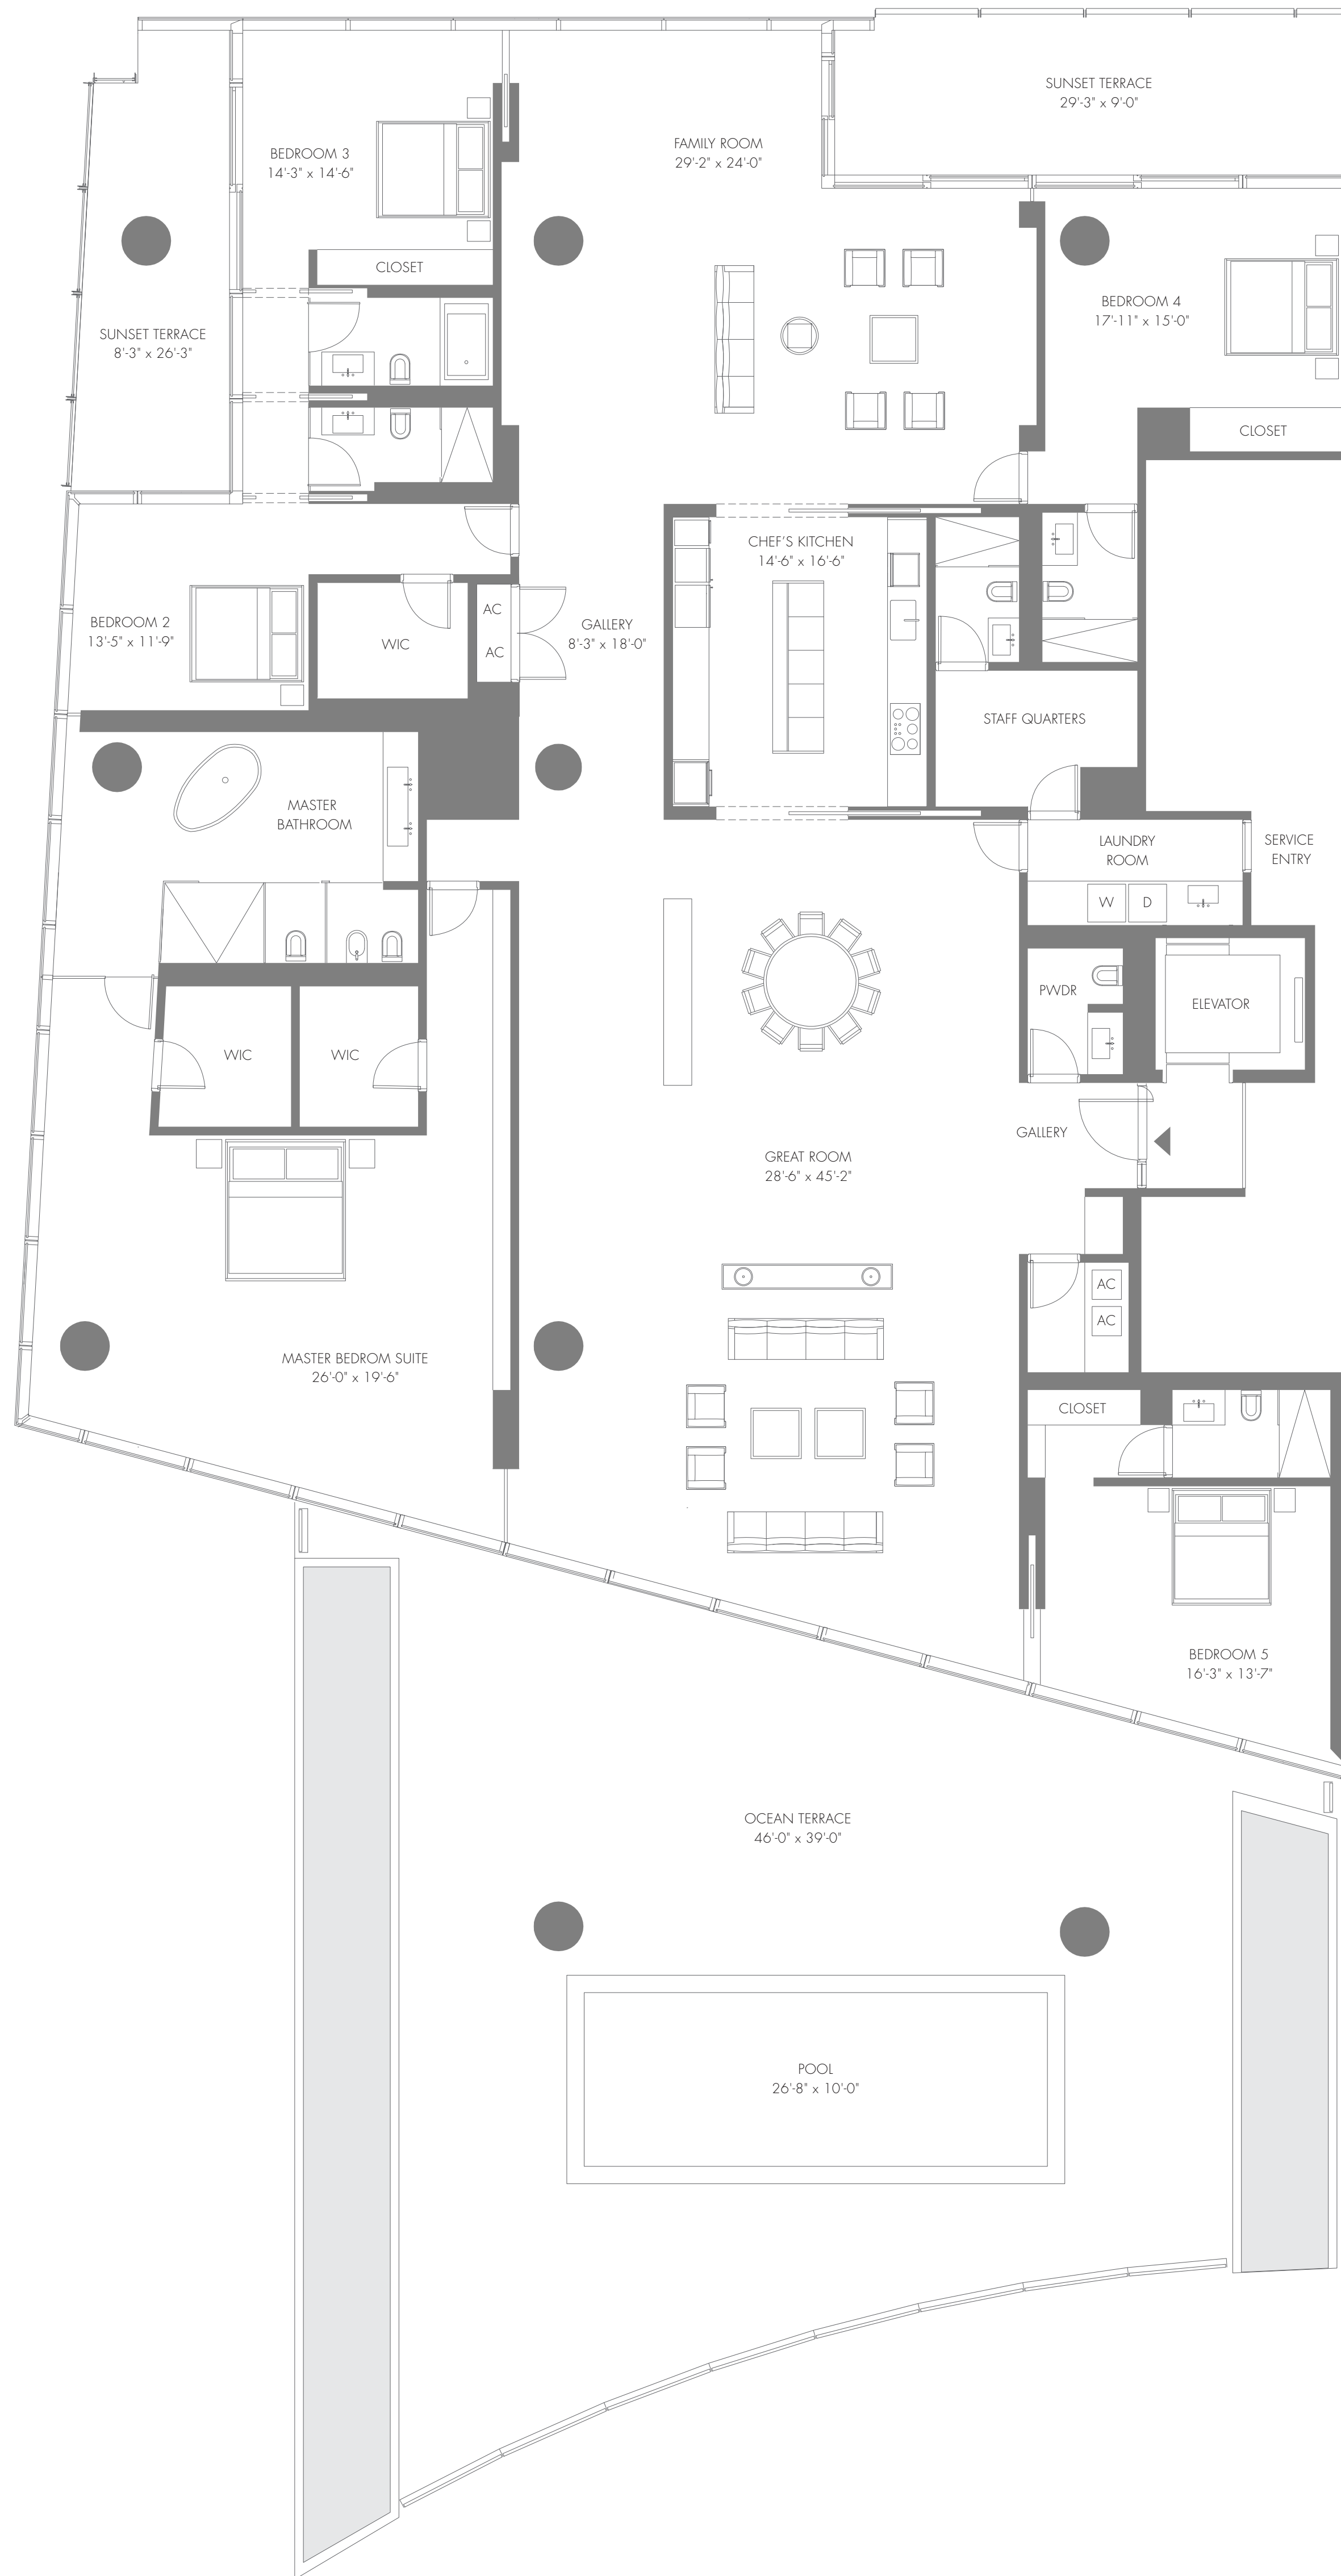 SUNSET TERRACE
29'-3" x 9'-0"
FAMILY ROOM
29'-2" x 24'-0"
BEDROOM 3
14'-3" x 14'-6"
CLOSET
BEDROOM 4
17'-11" x 15'-0"
SUNSET TERRACE
8'-3" x 26'-3"
CLOSET
CHEF'S KITCHEN
14'-6" x 16'-6"
AC
BEDROOM 2
13'-5" x 11'-9"
GALLERY
8'-3" x 18'-0"
WIC
AC
STAFF QUARTERS
MASTER
BATHROOM
LAUNDRY
ROOM
SERVICE
ENTRY
W
D
PWDR
ELEVATOR
WIC
WIC
GALLERY
GREAT ROOM
28'-6" x 45'-2"
AC
AC
MASTER BEDROM SUITE
26'-0" x 19'-6"
CLOSET
BEDROOM 5
16'-3" x 13'-7"
OCEAN TERRACE
46'-0" x 39'-0"
POOL
26'-8" x 10'-0"